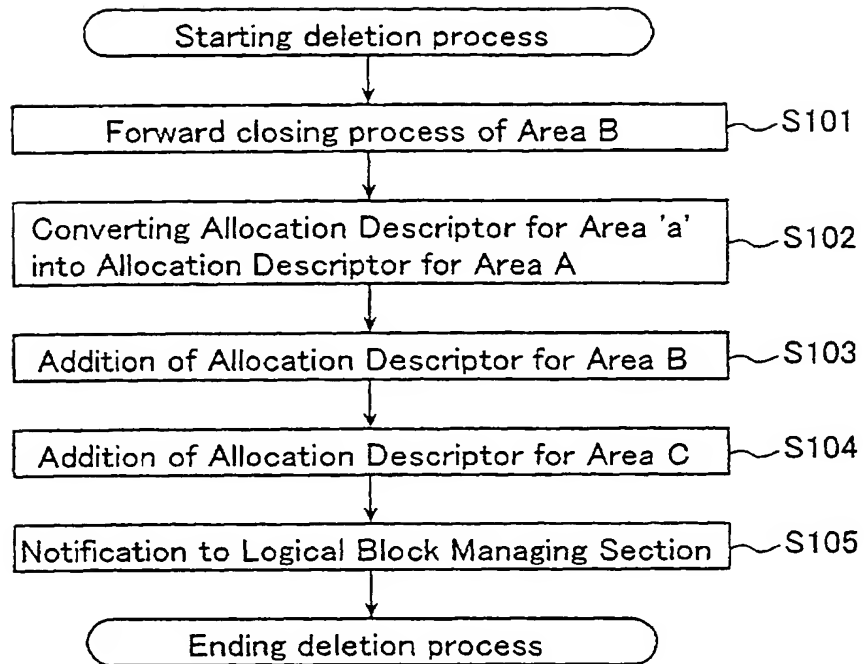 Starting deletion process
Forward closing process of Area B
S101
Converting Allocation Descriptor for Area 'a'
into Allocation Descriptor for Area A
S102
Addition of Allocation Descriptor for Area B
S103
Addition of Allocation Descriptor for Area C
S104
Notification to Logical Block Managing Section
S105
Ending deletion process